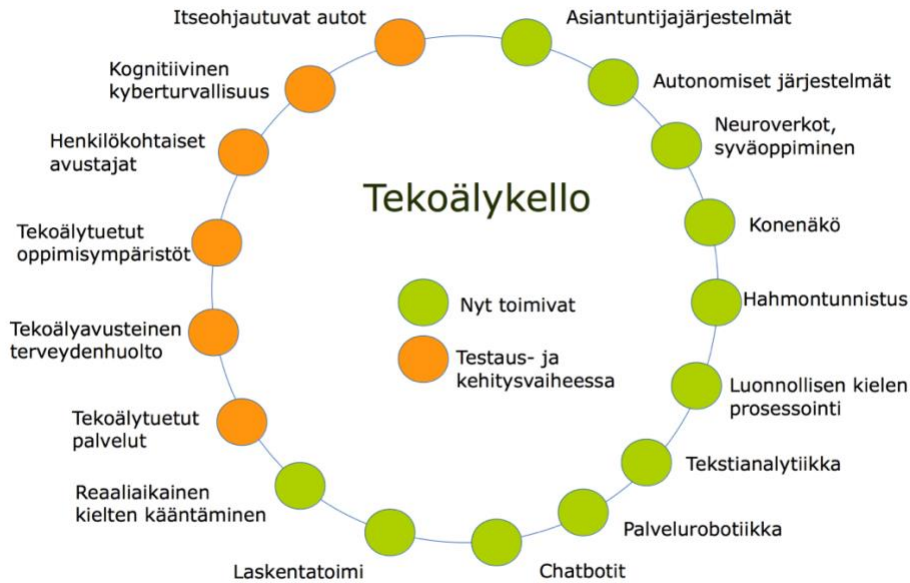 Itseohjautuvat autot
Asiantuntijajärjestelmät
Kognitiivinen
kyberturvallisuus
Autonomiset järjestelmät
Henkilökohtaiset
avustajat
Neuroverkot,
syväoppiminen
Tekoälykello
Tekoälytuetut
oppimisympäristöt
Konenäkö
Nyt toimivat
Hahmontunnistus
Tekoälyavusteinen
terveydenhuolto
Testaus- ja
kehitysvaiheessa
Luonnollisen kielen
prosessointi
Tekoälytuetut
palvelut
Tekstianalytiikka
Reaaliaikainen
kielten kääntäminen
Palvelurobotiikka
Laskentatoimi
Chatbotit